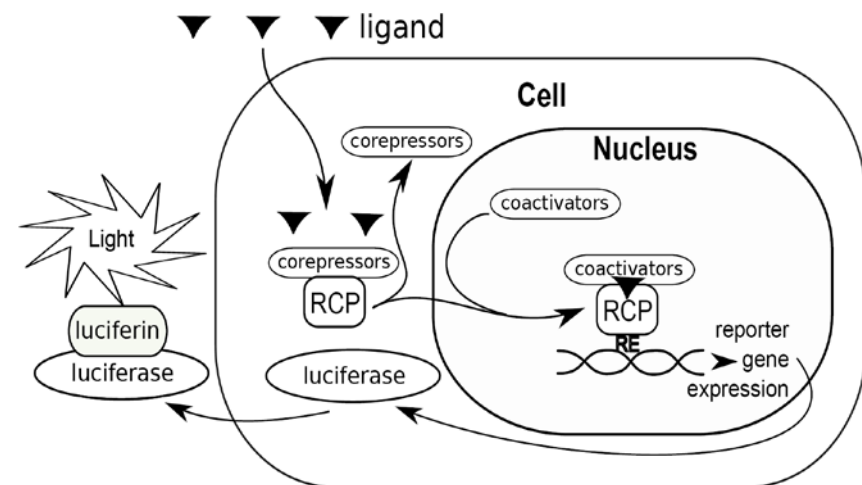 ligand
Cell
corepressors
Nucleus
coactivators
Light
corepressors
RCP
coactivators
RCP
RE
reporter
gene
expression
luciferin
luciferase
luciferase